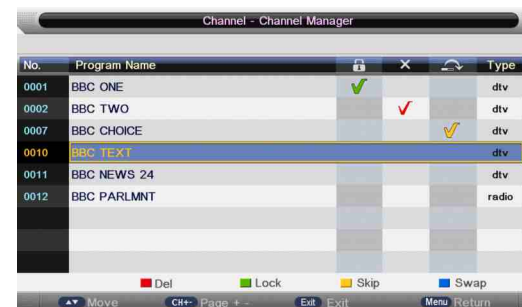 Channel - Channel Manager
No. Program Name Type
0001 BBC ONE dtv
0002 BBC TWO dtv
0007 BBC CHOICE dtv
0010 BBC TEXT dtv
0011 BBC NEWS 24 dtv
0012 BBC PARLMNT radio
Del Lock Skip Swap
Move CH+- Page + - Exit Exit Menu Return